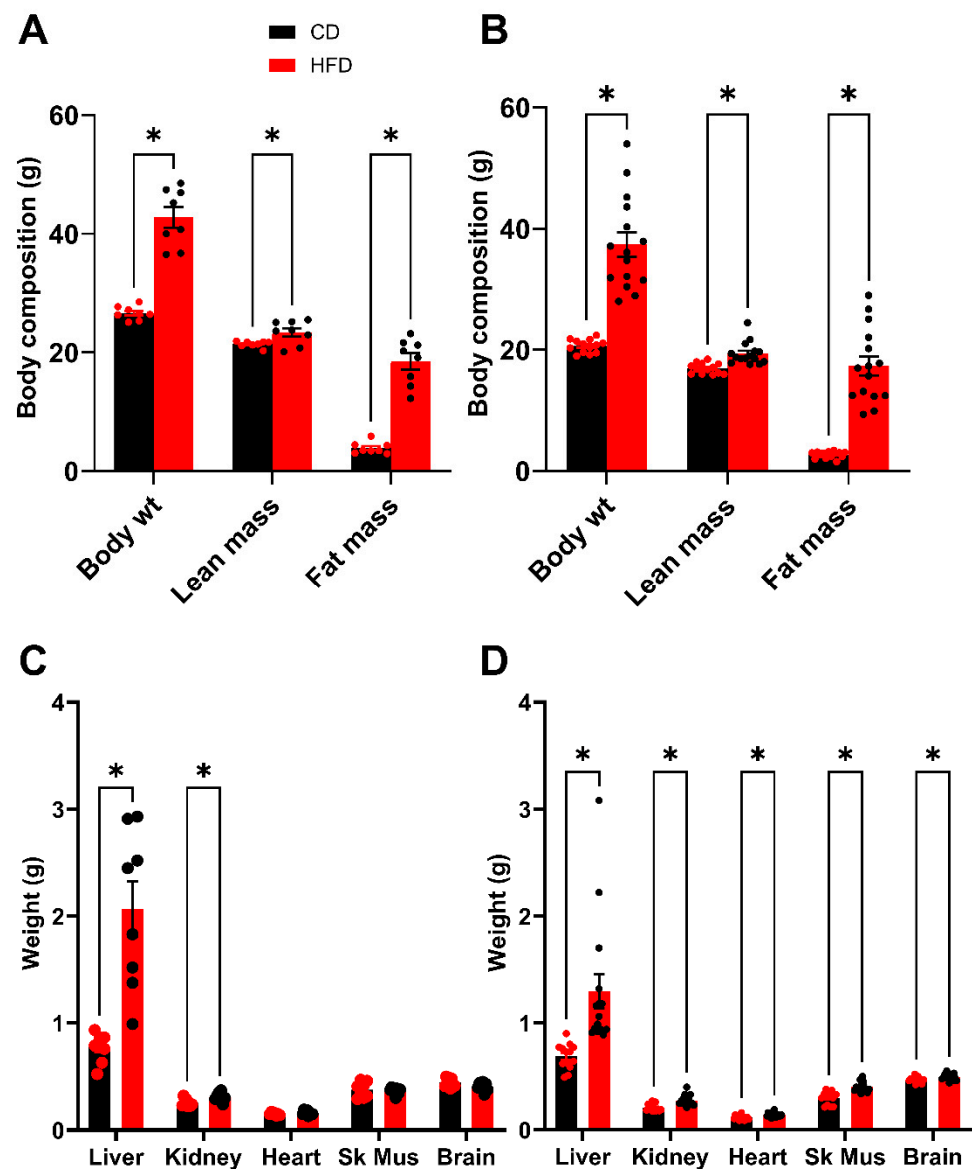 A
CD
HFD
B
Body composition (g)
60
40
20
0
* * *
Body wt
Lean mass
Fat mass
Body composition (g)
60
40
20
0
* * *
Body wt
Lean mass
Fat mass
C
Weight (g)
4
3
2
1
0
* *
Liver Kidney Heart Sk Mus Brain
D
Weight (g)
4
3
2
1
0
* * * * *
Liver Kidney Heart Sk Mus Brain